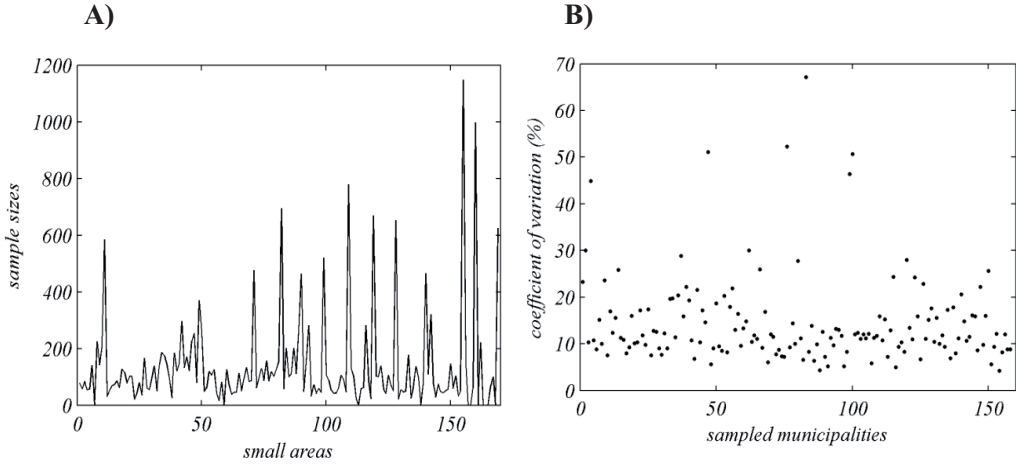 A)
B)
1200
1000
800
600
400
200
0
sample sizes
0 50 100 150
small areas
70
60
50
40
30
20
10
0
coefficient of variation (%)
0 50 100 150
sampled municipalities